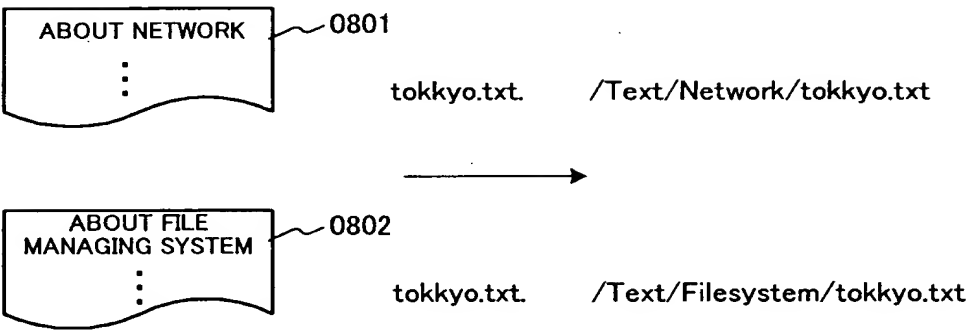 ABOUT NETWORK
0801
tokkyo.txt. /Text/Network/tokkyo.txt
ABOUT FILE
MANAGING SYSTEM
0802
tokkyo.txt. /Text/Filesystem/tokkyo.txt